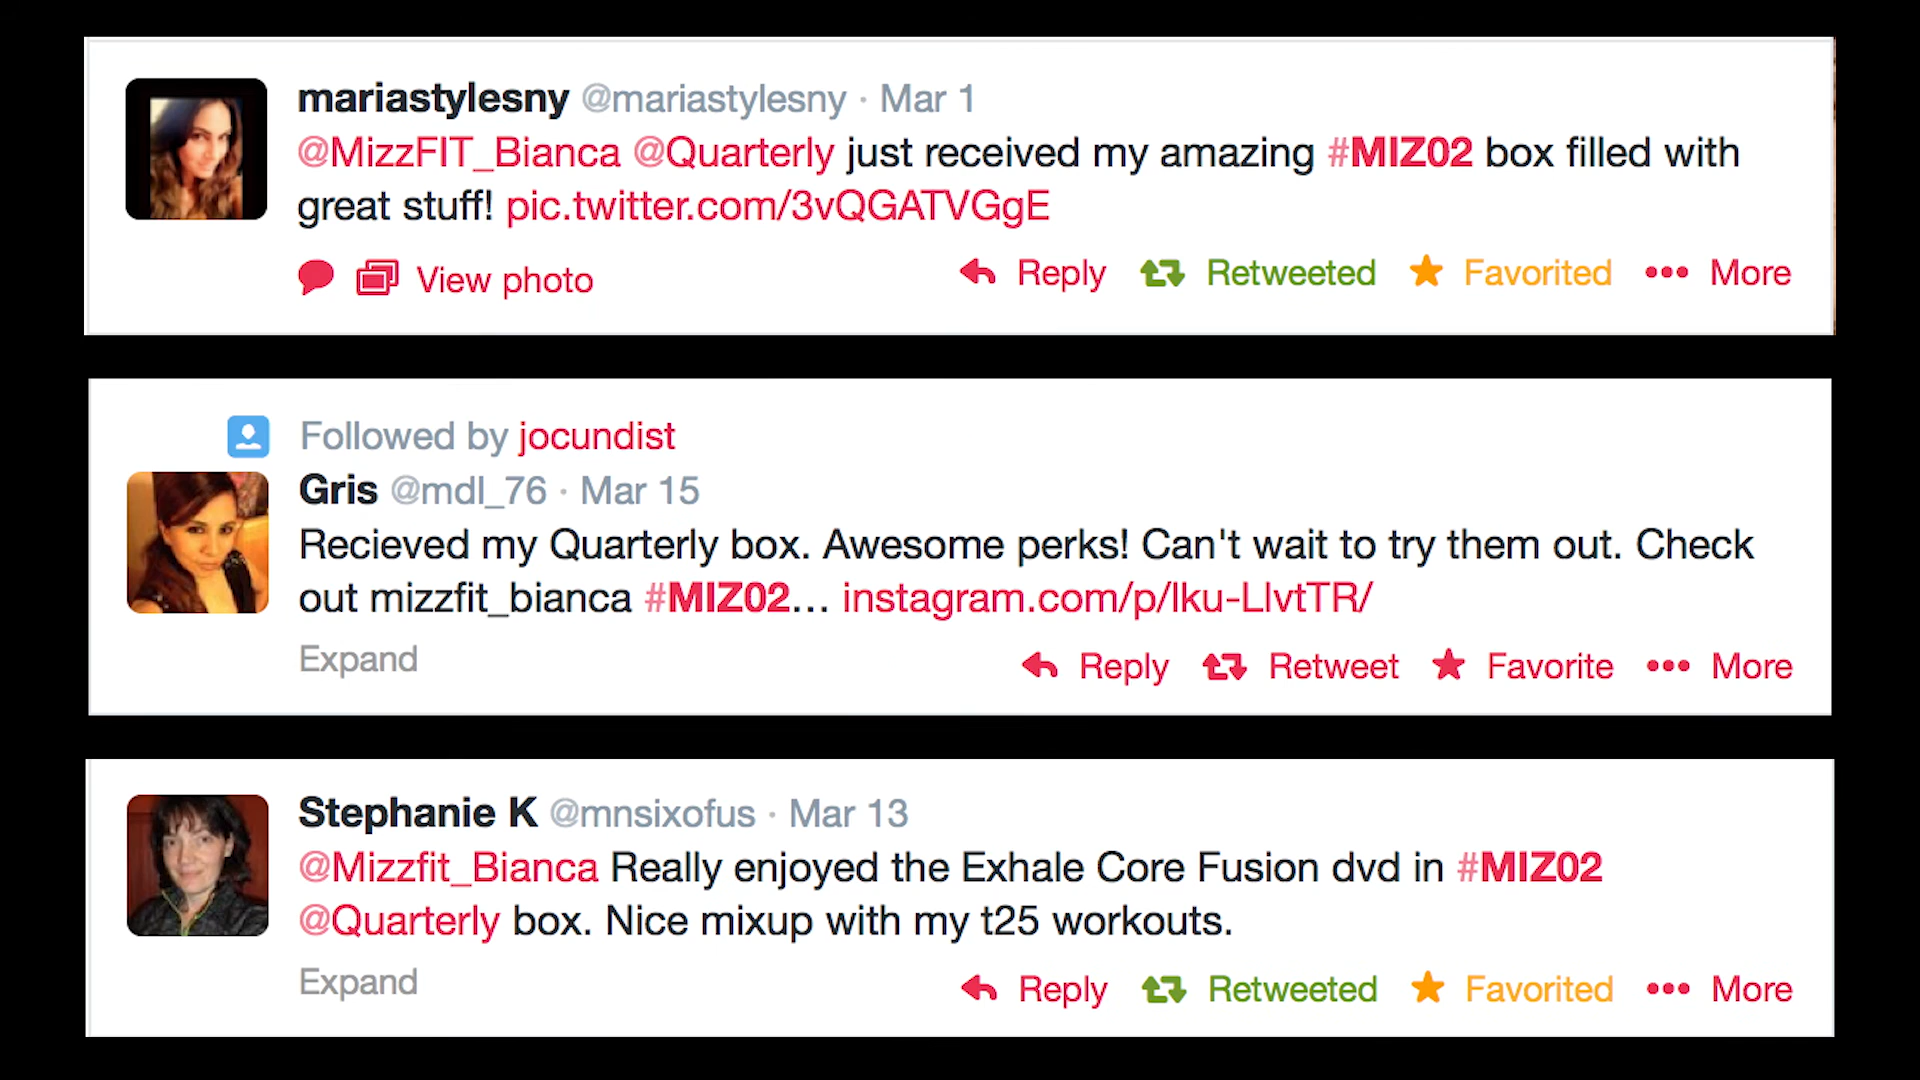 mariastylesny @mariastylesny · Mar 1
@MizzFIT_Bianca @Quarterly just received my amazing #MIZ02 box filled with
great stuff! pic.twitter.com/3vQGATVGgE
View photo Reply Retweeted Favorited More
Followed by jocundist
Gris @mdl_76 · Mar 15
Recieved my Quarterly box. Awesome perks! Can't wait to try them out. Check
out mizzfit_bianca #MIZ02... instagram.com/p/lku-LlvtTR/
Expand Reply Retweet Favorite More
Stephanie K @mnsixofus · Mar 13
@Mizzfit_Bianca Really enjoyed the Exhale Core Fusion dvd in #MIZ02
@Quarterly box. Nice mixup with my t25 workouts.
Expand Reply Retweeted Favorited More